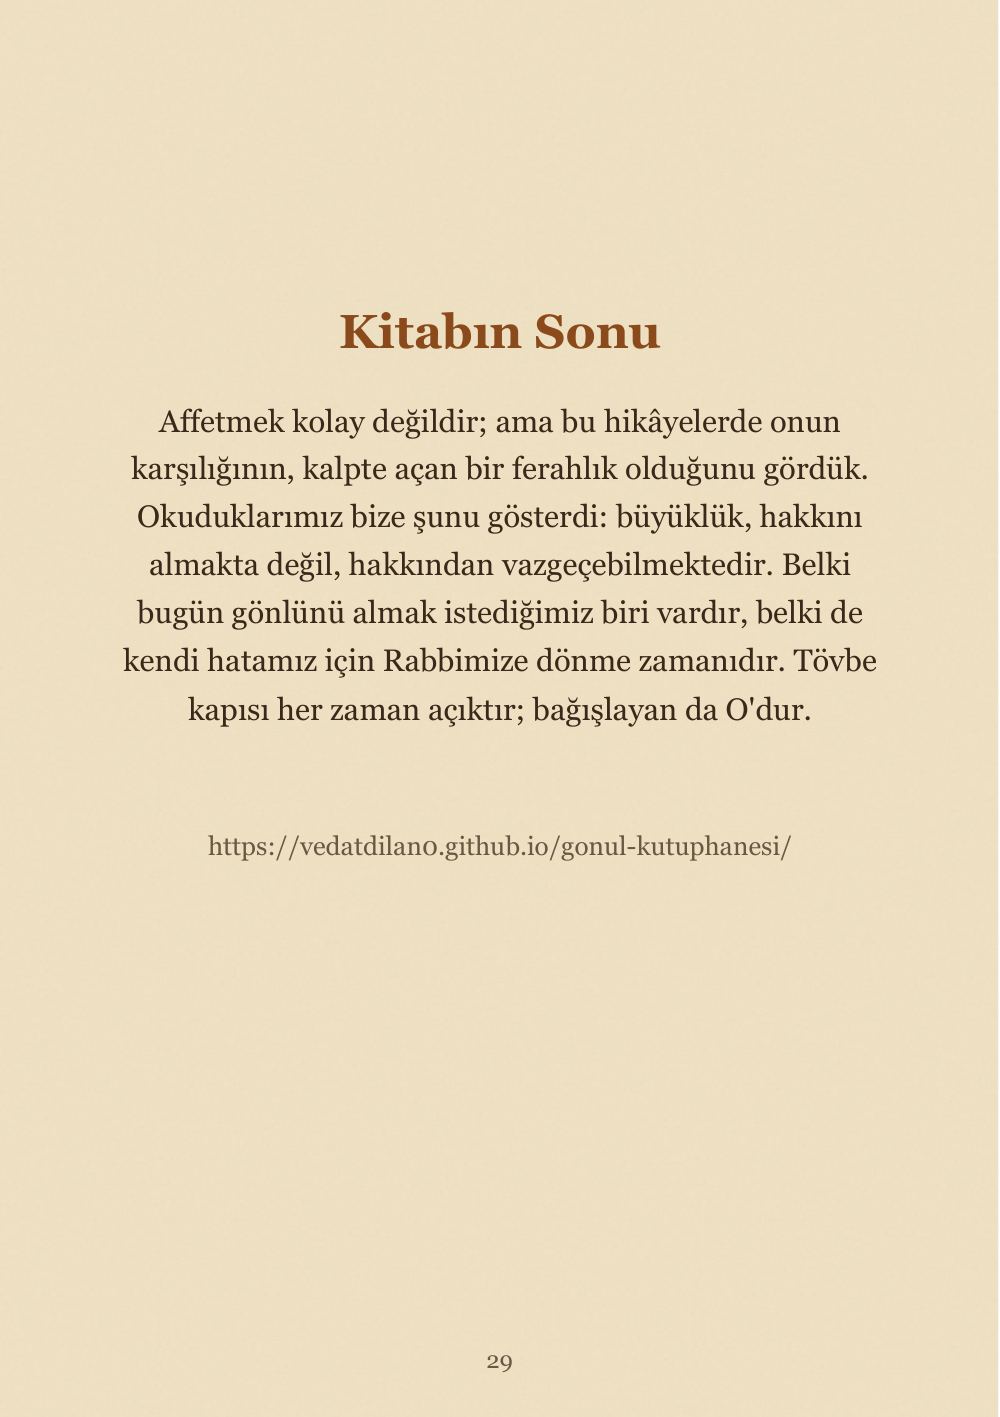 Kitabın Sonu
Affetmek kolay değildir; ama bu hikâyelerde onun
karşılığının, kalpte açan bir ferahlık olduğunu gördük.
Okuduklarımız bize şunu gösterdi: büyüklük, hakkını
almakta değil, hakkından vazgeçebilmektedir. Belki
bugün gönlünü almak istediğimiz biri vardır, belki de
kendi hatamız için Rabbimize dönme zamanıdır. Tövbe
kapısı her zaman açıktır; bağışlayan da O'dur.
https://vedatdilan0.github.io/gonul-kutuphanesi/
29